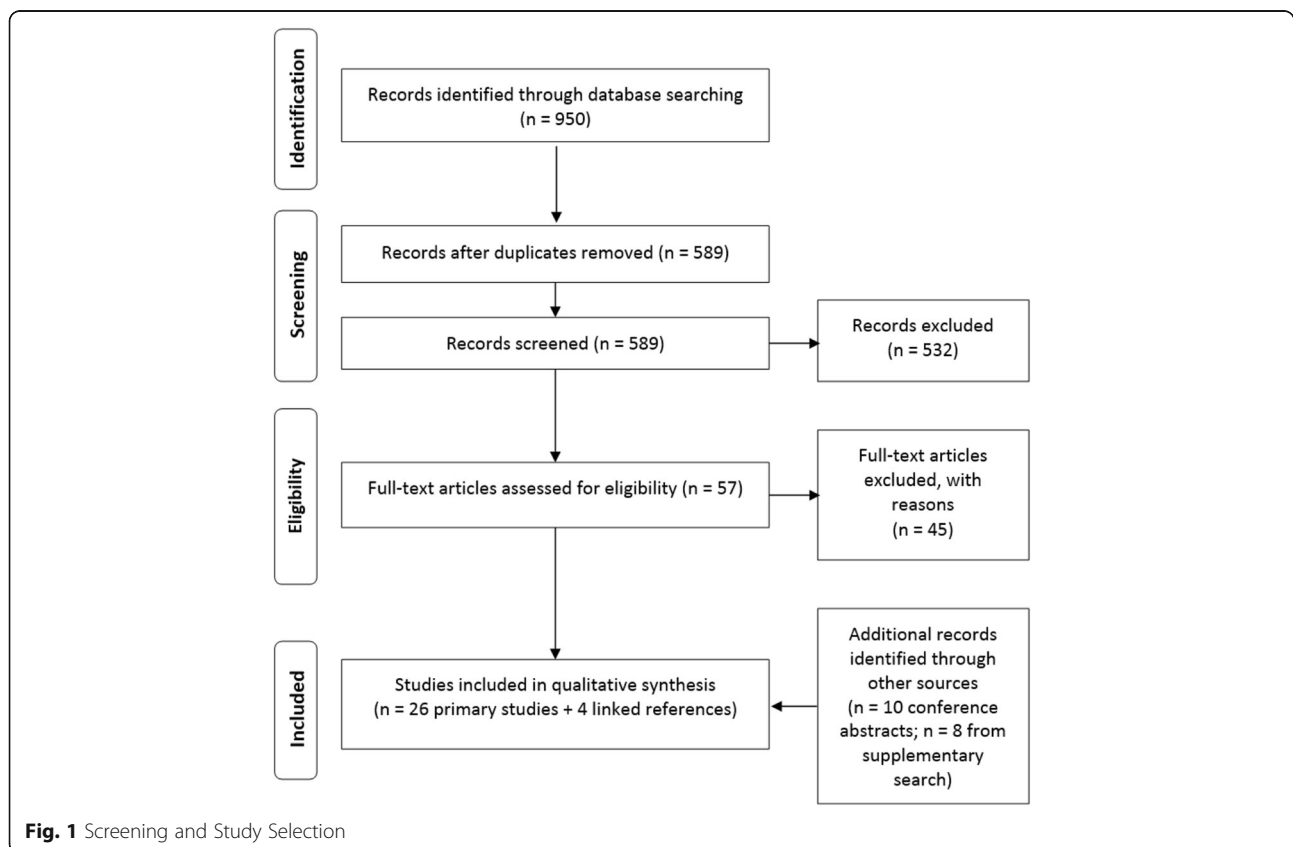 Identification
Records identified through database searching
(n = 950)
Screening
Records after duplicates removed (n = 589)
Records screened (n = 589)
Records excluded
(n = 532)
Eligibility
Full-text articles assessed for eligibility (n = 57)
Full-text articles
excluded, with
reasons
(n = 45)
Included
Studies included in qualitative synthesis
(n = 26 primary studies + 4 linked references)
Additional records
identified through
other sources
(n = 10 conference
abstracts; n = 8 from
supplementary
search)
Fig. 1 Screening and Study Selection